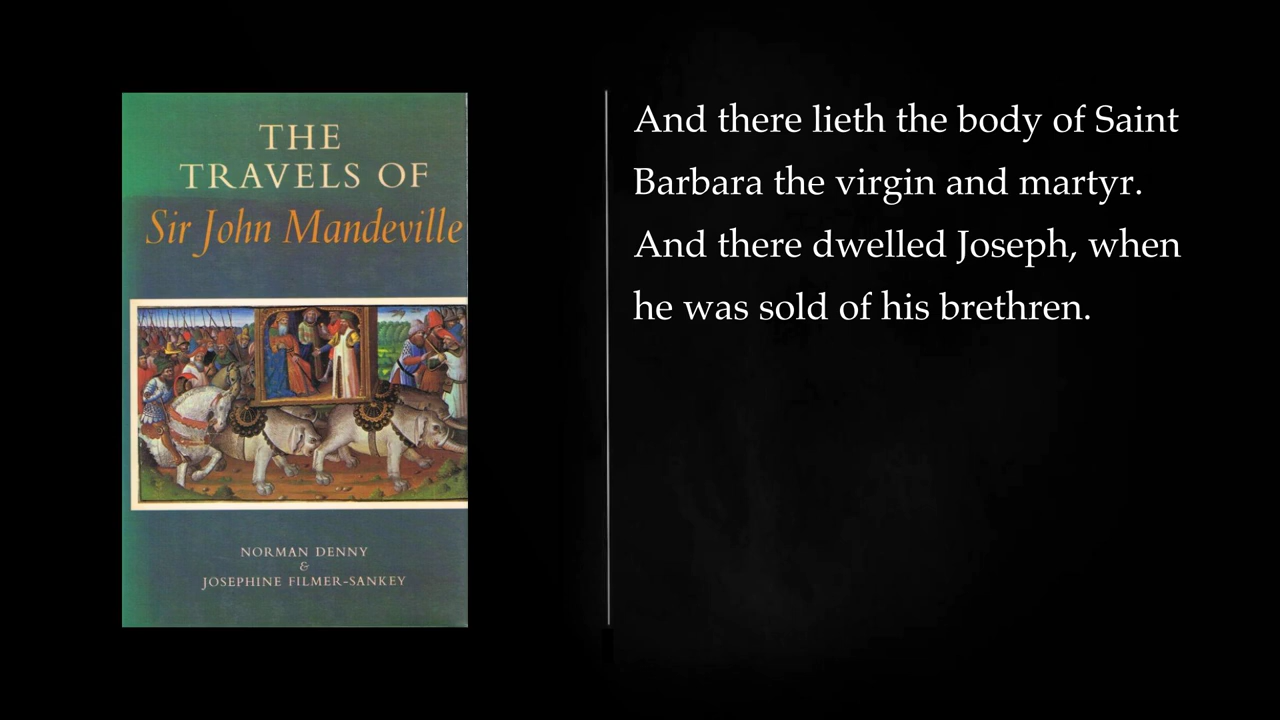 THE
TRAVELS OF
Sir John Mandeville
NORMAN DENNY
&
JOSEPHINE FILMER-SANKEY
And there lieth the body of Saint
Barbara the virgin and martyr.
And there dwelled Joseph, when
he was sold of his brethren.